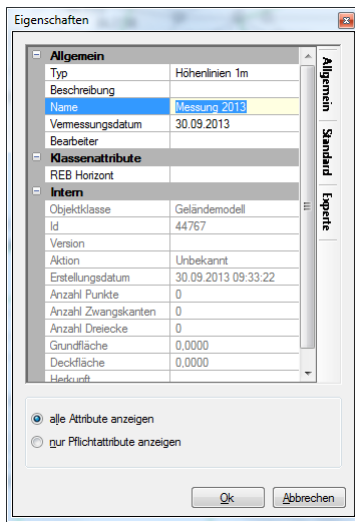 Eigenschaften
Allgemein
Typ Höhenlinien 1m
Beschreibung
Name Messung 2013
Vermessungsdatum 30.09.2013
Bearbeiter
Klassenattribute
REB Horizont
Intern
Objektklasse Geländemodell
Id 44767
Version
Aktion Unbekannt
Erstellungsdatum 30.09.2013 09:33:22
Anzahl Punkte 0
Anzahl Zwangskanten 0
Anzahl Dreiecke 0
Grundfläche 0,0000
Deckfläche 0,0000
Herkunft
Allgemein
Standard
Experte
alle Attribute anzeigen
nur Pflichtattribute anzeigen
Ok Abbrechen